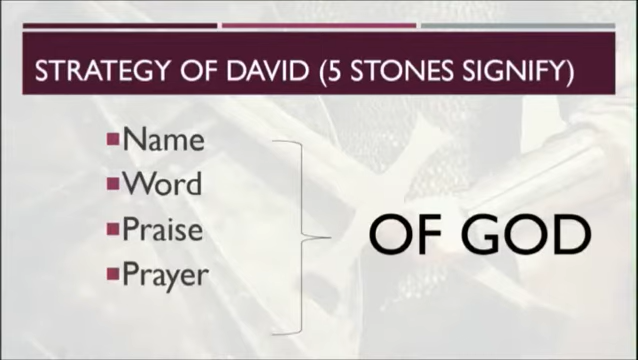 STRATEGY OF DAVID (5 STONES SIGNIFY)
Name
Word
Praise
Prayer
OF GOD